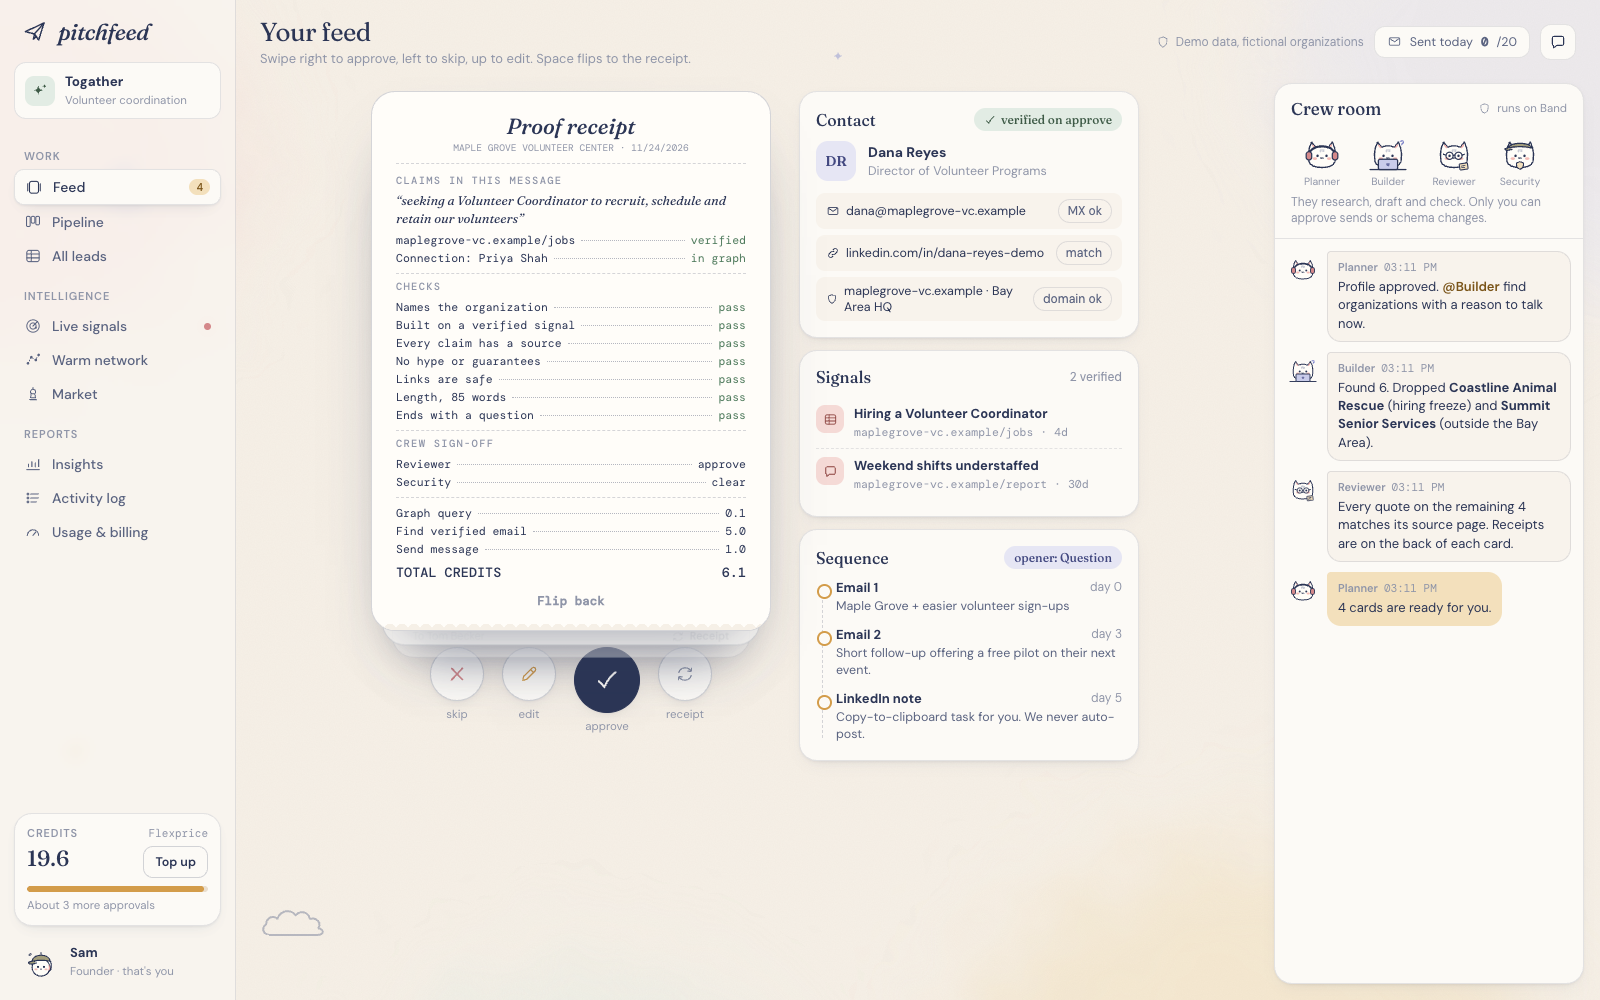 pitchfeed
Togather
Volunteer coordination
WORK
Feed 4
Pipeline
All leads
INTELLIGENCE
Live signals
Warm network
Market
REPORTS
Insights
Activity log
Usage & billing
CREDITS Flexprice
19.6 Top up
About 3 more approvals
Sam
Founder · that's you
Your feed
Swipe right to approve, left to skip, up to edit. Space flips to the receipt.
Demo data, fictional organizations
Sent today 0 /20
Proof receipt
MAPLE GROVE VOLUNTEER CENTER · 11/24/2026
CLAIMS IN THIS MESSAGE
“seeking a Volunteer Coordinator to recruit, schedule and
retain our volunteers”
maplegrove-vc.example/jobs verified
Connection: Priya Shah in graph
CHECKS
Names the organization pass
Built on a verified signal pass
Every claim has a source pass
No hype or guarantees pass
Links are safe pass
Length, 85 words pass
Ends with a question pass
CREW SIGN-OFF
Reviewer approve
Security clear
Graph query 0.1
Find verified email 5.0
Send message 1.0
TOTAL CREDITS 6.1
Flip back
Receipt
skip
edit
approve
receipt
Contact verified on approve
DR
Dana Reyes
Director of Volunteer Programs
dana@maplegrove-vc.example MX ok
linkedin.com/in/dana-reyes-demo match
maplegrove-vc.example · Bay
Area HQ
domain ok
Signals 2 verified
Hiring a Volunteer Coordinator
maplegrove-vc.example/jobs · 4d
Weekend shifts understaffed
maplegrove-vc.example/report · 30d
Sequence opener: Question
Email 1 day 0
Maple Grove + easier volunteer sign-ups
Email 2 day 3
Short follow-up offering a free pilot on their next
event.
LinkedIn note day 5
Copy-to-clipboard task for you. We never auto-
post.
Crew room runs on Band
Planner Builder Reviewer Security
They research, draft and check. Only you can
approve sends or schema changes.
Planner 03:11 PM
Profile approved. @Builder find
organizations with a reason to talk
now.
Builder 03:11 PM
Found 6. Dropped Coastline Animal
Rescue (hiring freeze) and Summit
Senior Services (outside the Bay
Area).
Reviewer 03:11 PM
Every quote on the remaining 4
matches its source page. Receipts
are on the back of each card.
Planner 03:11 PM
4 cards are ready for you.